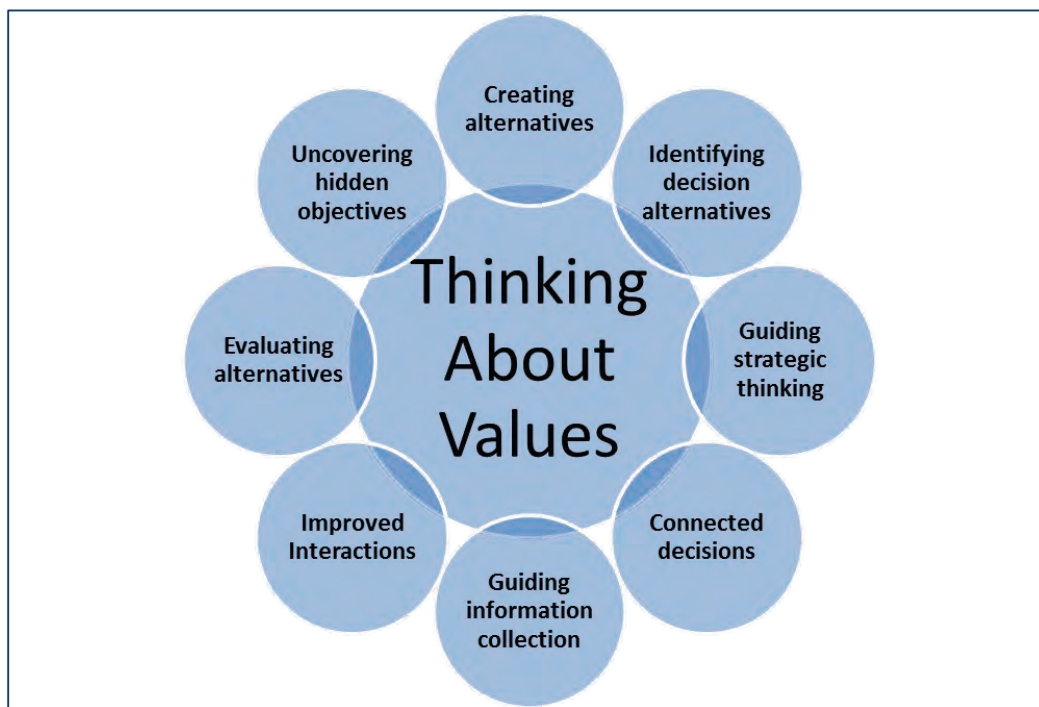 Creating
alternatives
Identifying
decision
alternatives
Guiding
strategic
thinking
Connected
decisions
Guiding
information
collection
Improved
Interactions
Evaluating
alternatives
Uncovering
hidden
objectives
Thinking
About
Values